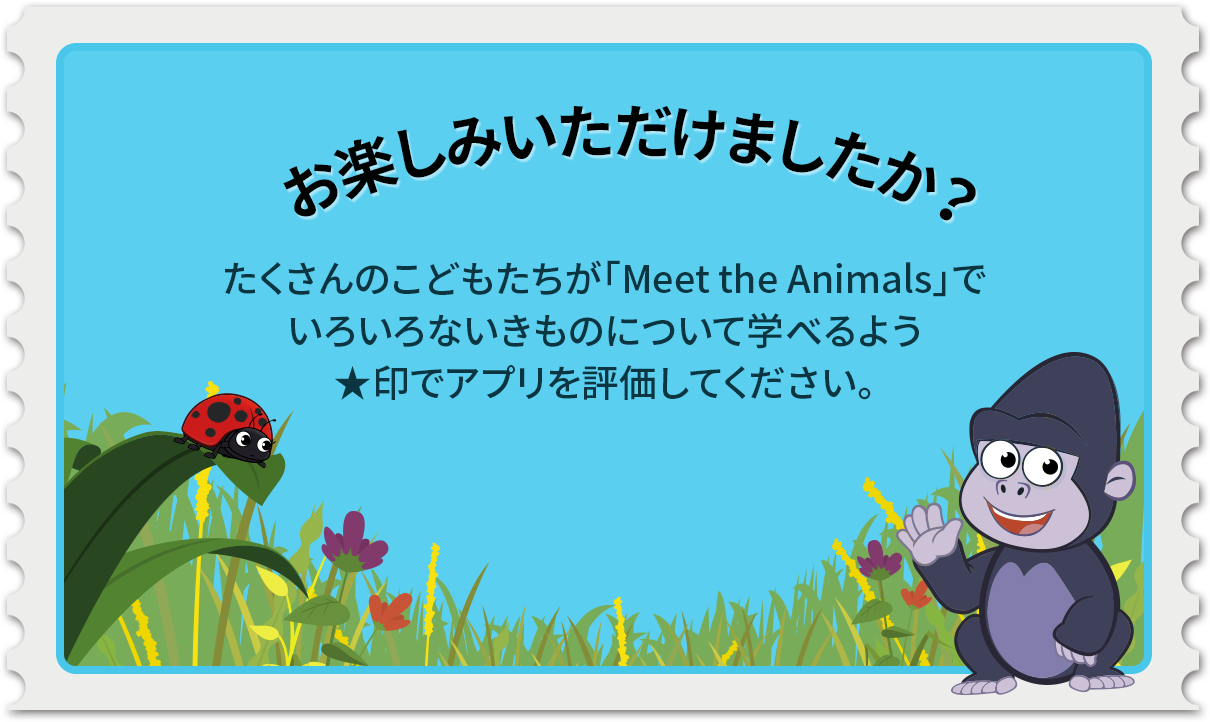 お楽しみいただけましたか？
たくさんのこどもたちが「Meet the Animals」で
いろいろないきものについて学べるよう
★印でアプリを評価してください。